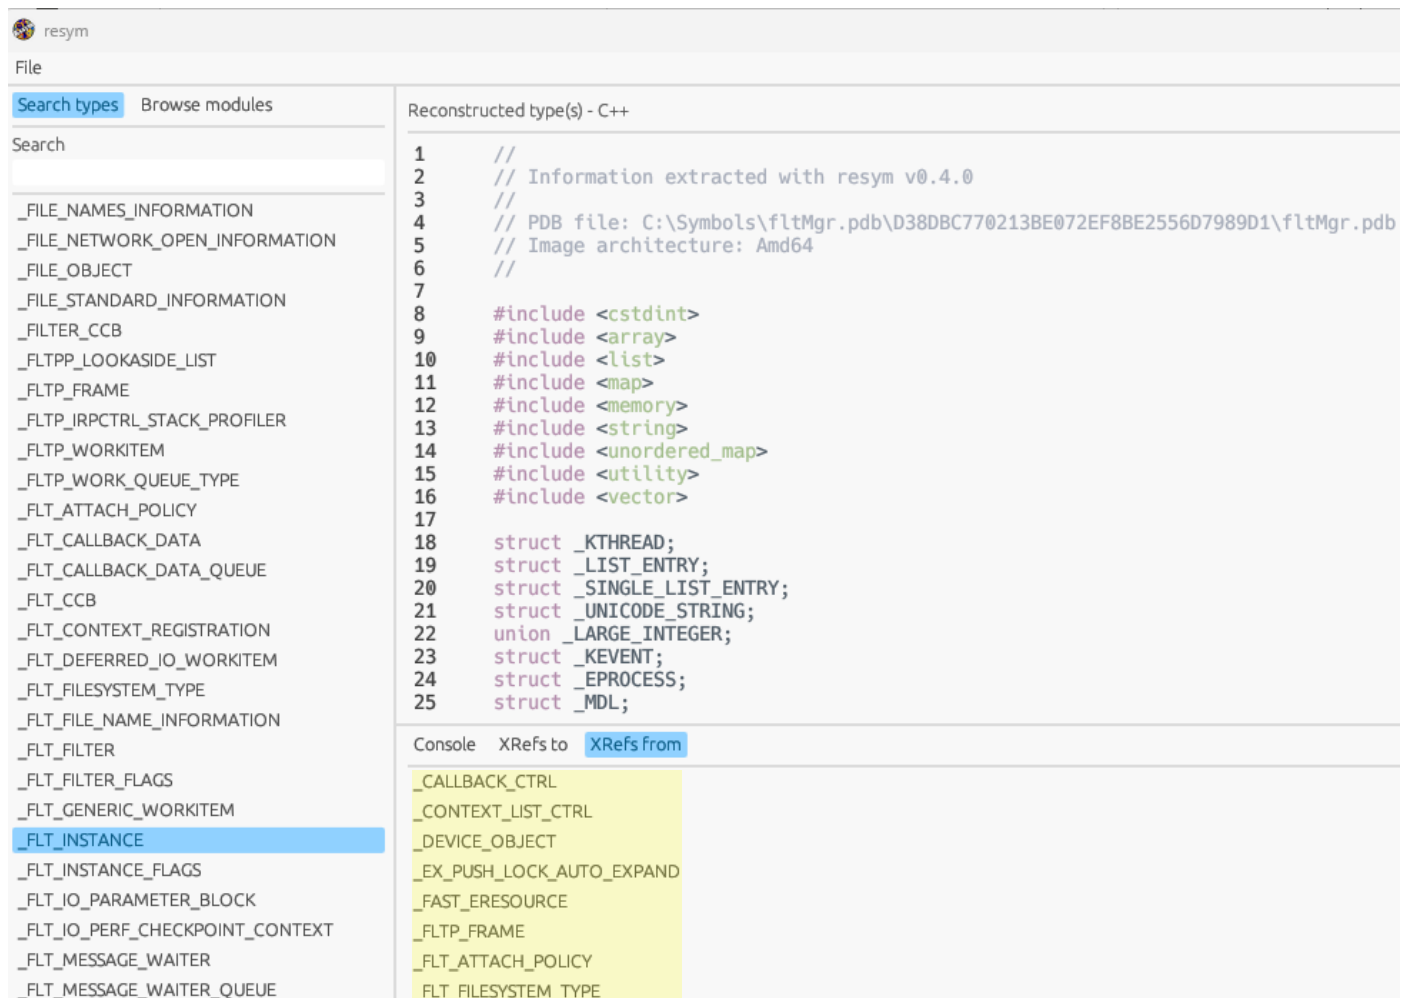 resym
File
Search types Browse modules
Search
_FILE_NAMES_INFORMATION
_FILE_NETWORK_OPEN_INFORMATION
_FILE_OBJECT
_FILE_STANDARD_INFORMATION
_FILTER_CCB
_FLTPP_LOOKASIDE_LIST
_FLTP_FRAME
_FLTP_IRPCTRL_STACK_PROFILER
_FLTP_WORKITEM
_FLTP_WORK_QUEUE_TYPE
_FLT_ATTACH_POLICY
_FLT_CALLBACK_DATA
_FLT_CALLBACK_DATA_QUEUE
_FLT_CCB
_FLT_CONTEXT_REGISTRATION
_FLT_DEFERRED_IO_WORKITEM
_FLT_FILESYSTEM_TYPE
_FLT_FILE_NAME_INFORMATION
_FLT_FILTER
_FLT_FILTER_FLAGS
_FLT_GENERIC_WORKITEM
_FLT_INSTANCE
_FLT_INSTANCE_FLAGS
_FLT_IO_PARAMETER_BLOCK
_FLT_IO_PERF_CHECKPOINT_CONTEXT
_FLT_MESSAGE_WAITER
_FLT_MESSAGE_WAITER_QUEUE
Reconstructed type(s) - C++
1 //
2 // Information extracted with resym v0.4.0
3 //
4 // PDB file: C:\Symbols\fltMgr.pdb\D38DBC770213BE072EF8BE2556D7989D1\fltMgr.pdb
5 // Image architecture: Amd64
6 //
7
8 #include <cstdint>
9 #include <array>
10 #include <list>
11 #include <map>
12 #include <memory>
13 #include <string>
14 #include <unordered_map>
15 #include <utility>
16 #include <vector>
17
18 struct _KTHREAD;
19 struct _LIST_ENTRY;
20 struct _SINGLE_LIST_ENTRY;
21 struct _UNICODE_STRING;
22 union _LARGE_INTEGER;
23 struct _KEVENT;
24 struct _EPROCESS;
25 struct _MDL;
Console XRefs to XRefs from
_CALLBACK_CTRL
_CONTEXT_LIST_CTRL
_DEVICE_OBJECT
_EX_PUSH_LOCK_AUTO_EXPAND
_FAST_ERESOURCE
_FLTP_FRAME
_FLT_ATTACH_POLICY
_FLT_FILESYSTEM_TYPE